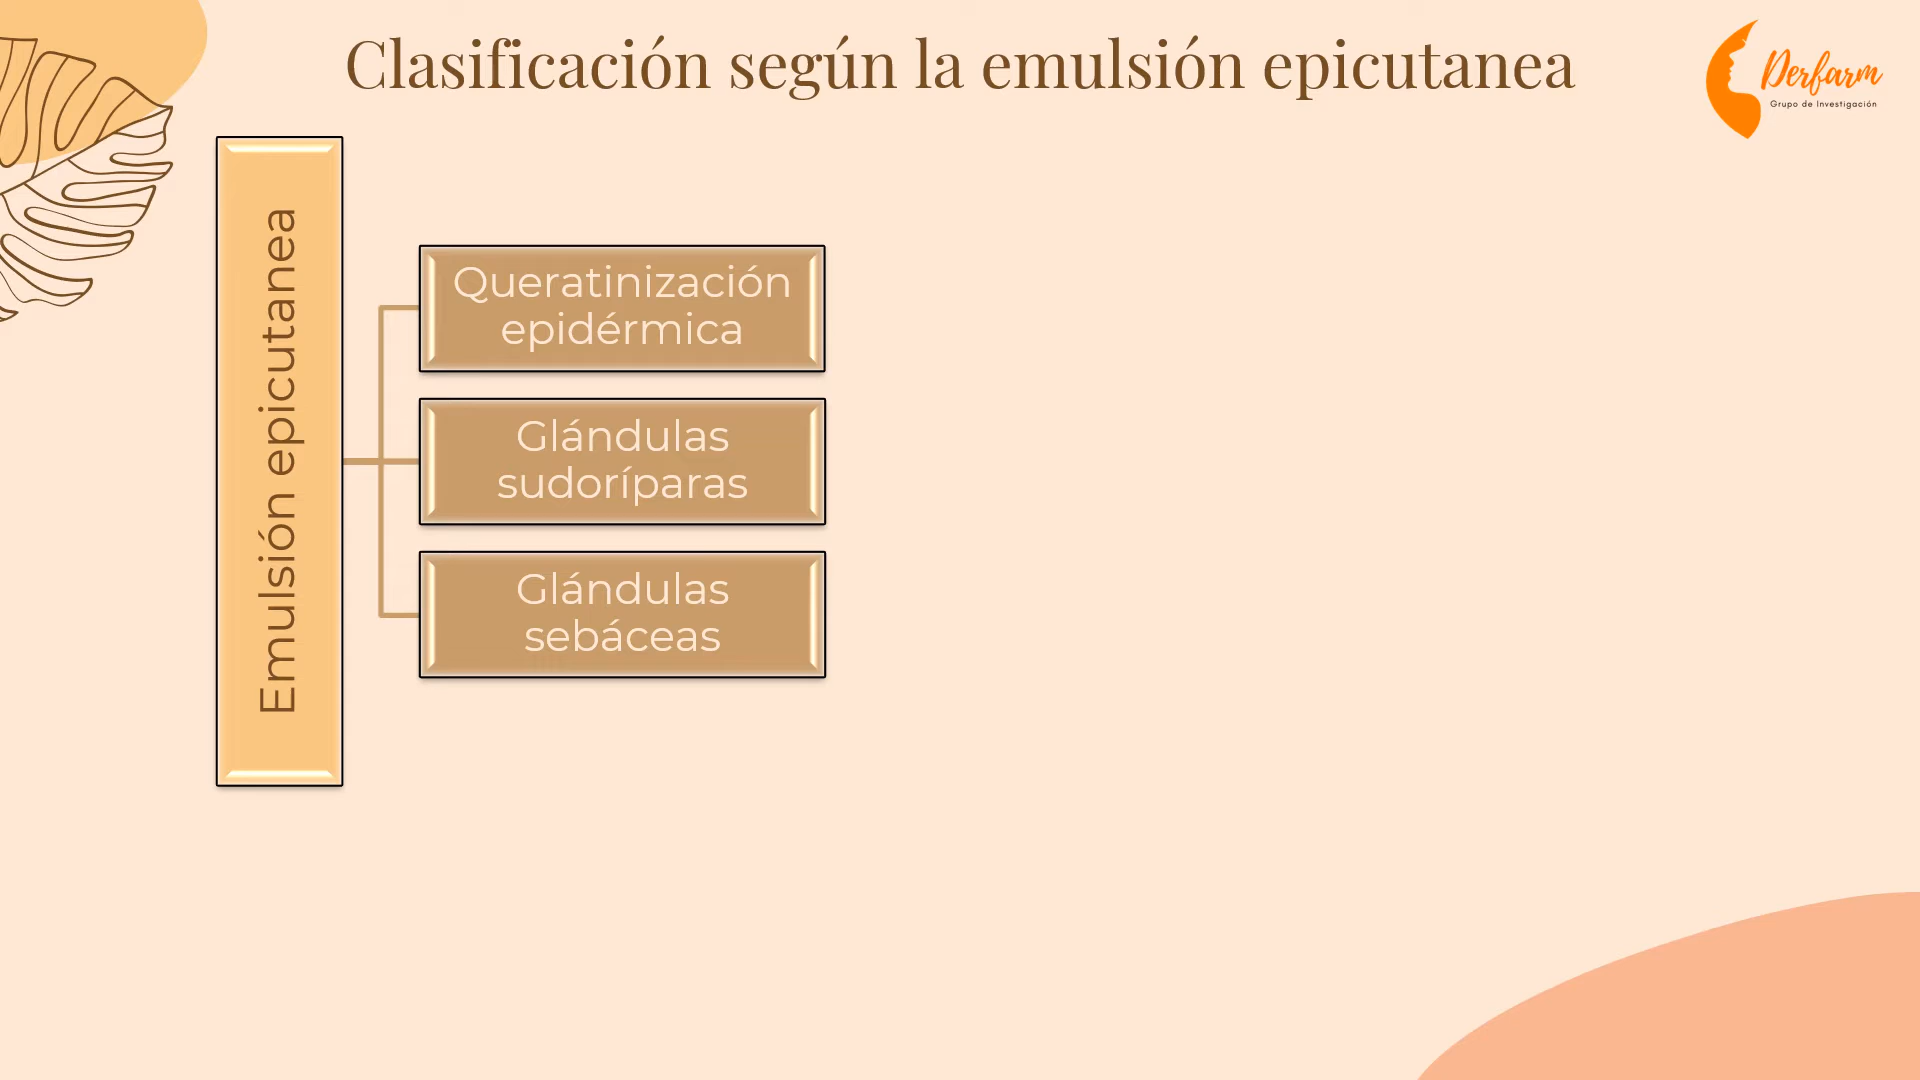 Clasificación según la emulsión epicutanea
Derfarm
Grupo de Investigación
Emulsión epicutanea
Queratinización
epidérmica
Glándulas
sudoríparas
Glándulas
sebáceas